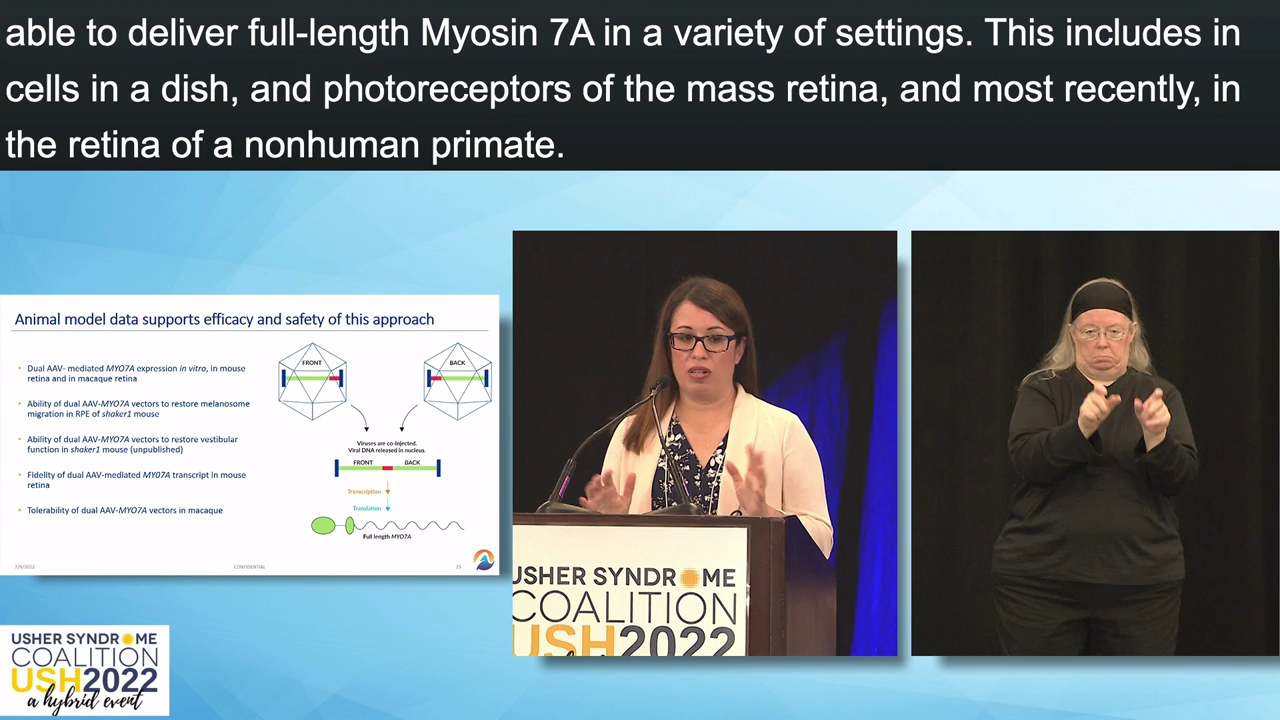 able to deliver full-length Myosin 7A in a variety of settings. This includes in
cells in a dish, and photoreceptors of the mass retina, and most recently, in
the retina of a nonhuman primate.
Animal model data supports efficacy and safety of this approach
Dual AAV- mediated MYO7A expression in vitro, in mouse
retina and in macaque retina
Ability of dual AAV-MYO7A vectors to restore melanosome
migration in RPE of shaker1 mouse
Ability of dual AAV-MYO7A vectors to restore vestibular
function in shaker1 mouse (unpublished)
Fidelity of dual AAV-mediated MY07A transcript in mouse
retina
Tolerability of dual AAV-MYO7A vectors in macaque
FRONT
BACK
Viruses are co-injected.
Viral DNA released in nucleus.
FRONT BACK
Transcription
Translation
Full length MYO7A
7/9/2022 CONFIDENTIAL 25
USHER SYNDROME
COALITION
USH2022
USHER SYNDROME
COALITION
USH2022
a hybrid event